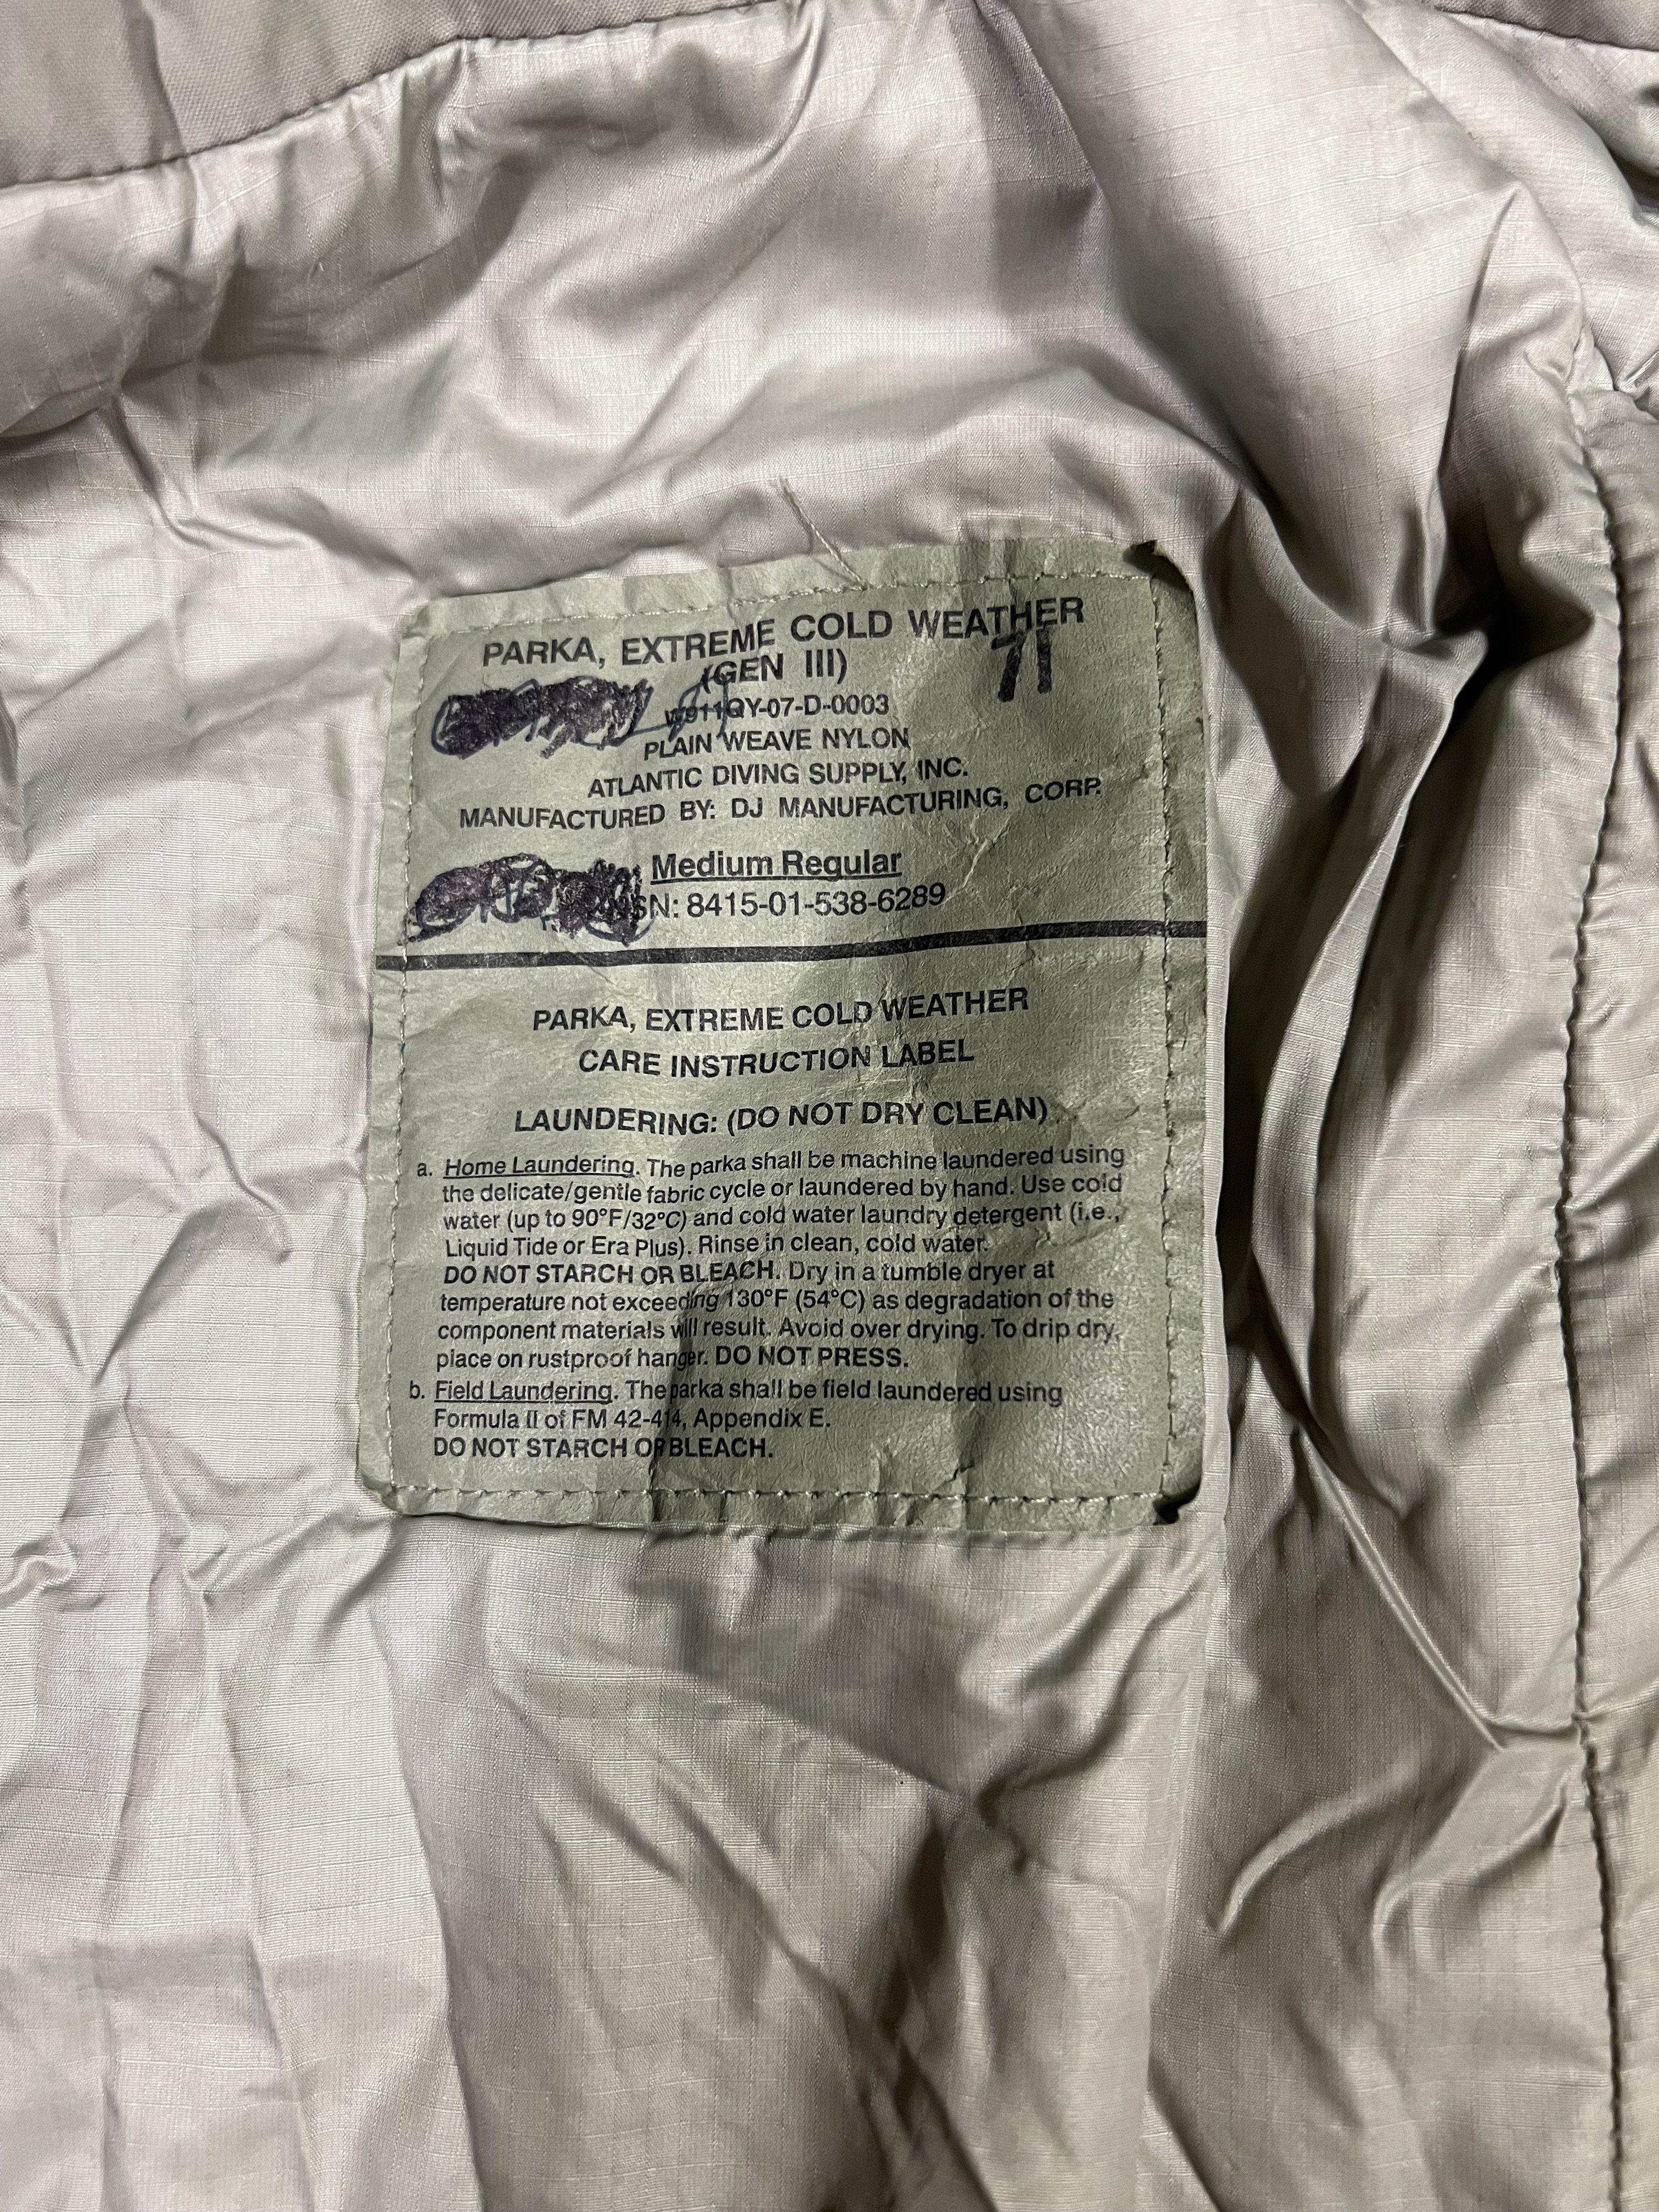 PARKA, EXTREME COLD WEATHER
(GEN III)
71
W911QY-07-D-0003
PLAIN WEAVE NYLON
ATLANTIC DIVING SUPPLY, INC.
MANUFACTURED BY: DJ MANUFACTURING, CORP.
Medium Regular
NSN: 8415-01-538-6289
PARKA, EXTREME COLD WEATHER
CARE INSTRUCTION LABEL
LAUNDERING: (DO NOT DRY CLEAN)
a. Home Laundering. The parka shall be machine laundered using
the delicate/gentle fabric cycle or laundered by hand. Use cold
water (up to 90°F/32°C) and cold water laundry detergent (i.e.,
Liquid Tide or Era Plus). Rinse in clean, cold water.
DO NOT STARCH OR BLEACH. Dry in a tumble dryer at
temperature not exceeding 130°F (54°C) as degradation of the
component materials will result. Avoid over drying. To drip dry,
place on rustproof hanger. DO NOT PRESS.
b. Field Laundering. The parka shall be field laundered using
Formula II of FM 42-414, Appendix E.
DO NOT STARCH OR BLEACH.